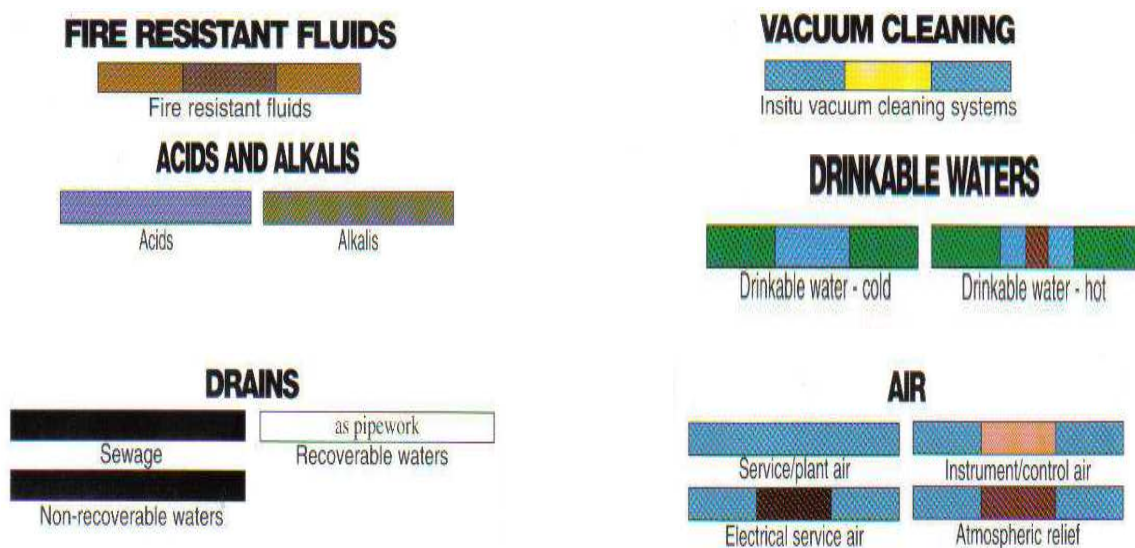 FIRE RESISTANT FLUIDS
Fire resistant fluids
ACIDS AND ALKALIS
Acids
Alkalis
DRAINS
Sewage
as pipework
Recoverable waters
Non-recoverable waters
VACUUM CLEANING
Insitu vacuum cleaning systems
DRINKABLE WATERS
Drinkable water - cold
Drinkable water - hot
AIR
Service/plant air
Instrument/control air
Electrical service air
Atmospheric relief